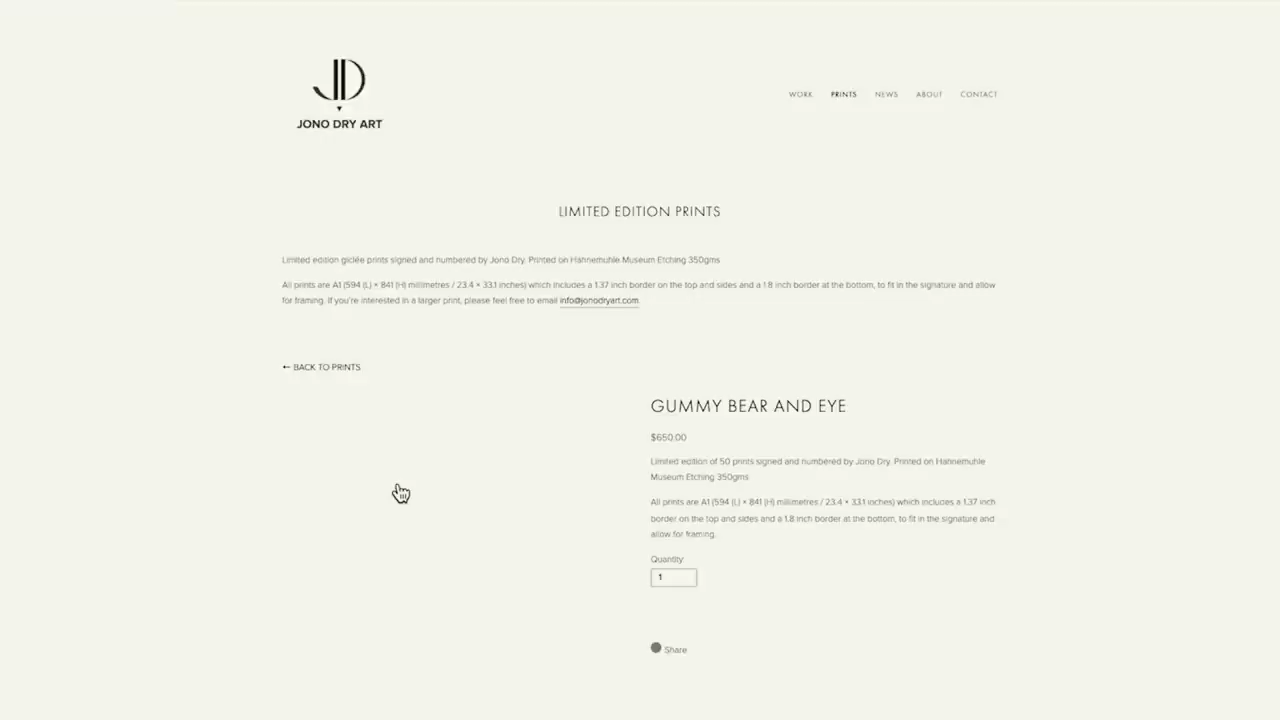 JD
JONO DRY ART
WORK PRINTS NEWS ABOUT CONTACT
LIMITED EDITION PRINTS
Limited edition giclée prints signed and numbered by Jono Dry. Printed on Hahnemuhle Museum Etching 350gms
All prints are A1 (594 (L) × 841 (H) millimetres / 23.4 × 33.1 inches) which includes a 1.37 inch border on the top and sides and a 1.8 inch border at the bottom, to fit in the signature and allow
for framing. If you're interested in a larger print, please feel free to email info@jonodryart.com
← BACK TO PRINTS
GUMMY BEAR AND EYE
$650.00
Limited edition of 50 prints signed and numbered by Jono Dry. Printed on Hahnemuhle
Museum Etching 350gms
All prints are A1 (594 (L) × 841 (H) millimetres / 23.4 × 33.1 inches) which includes a 1.37 inch
border on the top and sides and a 1.8 inch border at the bottom, to fit in the signature and
allow for framing.
Quantity:
1
Share